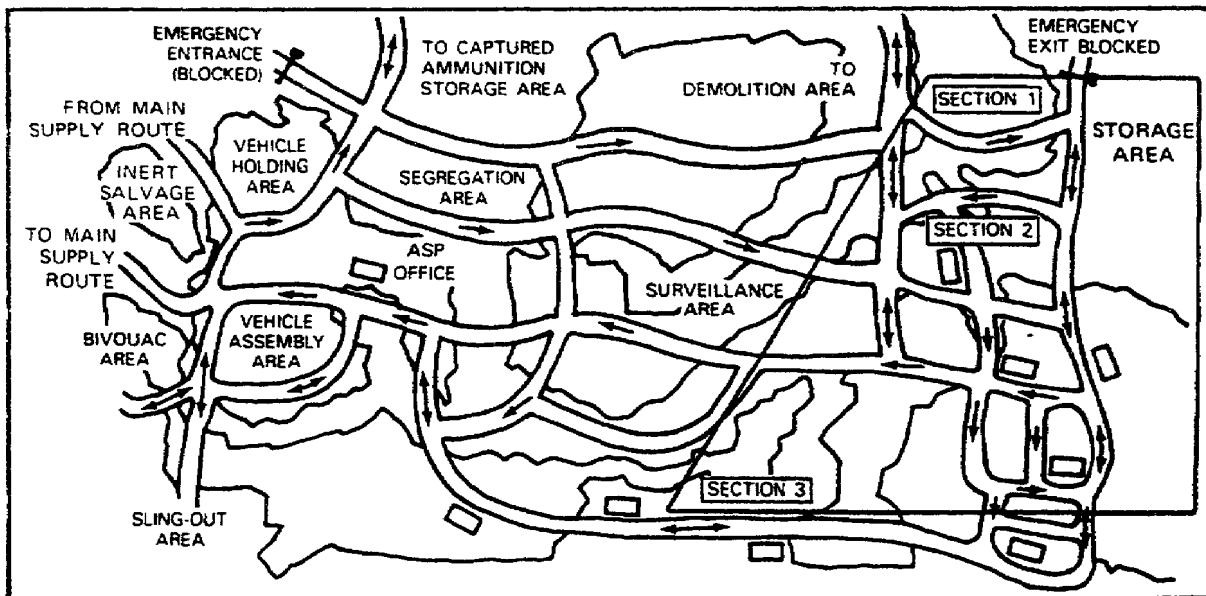 EMERGENCY
ENTRANCE
(BLOCKED)
TO CAPTURED
AMMUNITION
STORAGE AREA
TO
DEMOLITION AREA
EMERGENCY
EXIT BLOCKED
SECTION 1
STORAGE
AREA
FROM MAIN
SUPPLY ROUTE
VEHICLE
HOLDING
AREA
INERT
SALVAGE
AREA
SEGREGATION
AREA
SECTION 2
TO MAIN
SUPPLY
ROUTE
ASP
OFFICE
SURVEILLANCE
AREA
BIVOUAC
AREA
VEHICLE
ASSEMBLY
AREA
SECTION 3
SLING-OUT
AREA